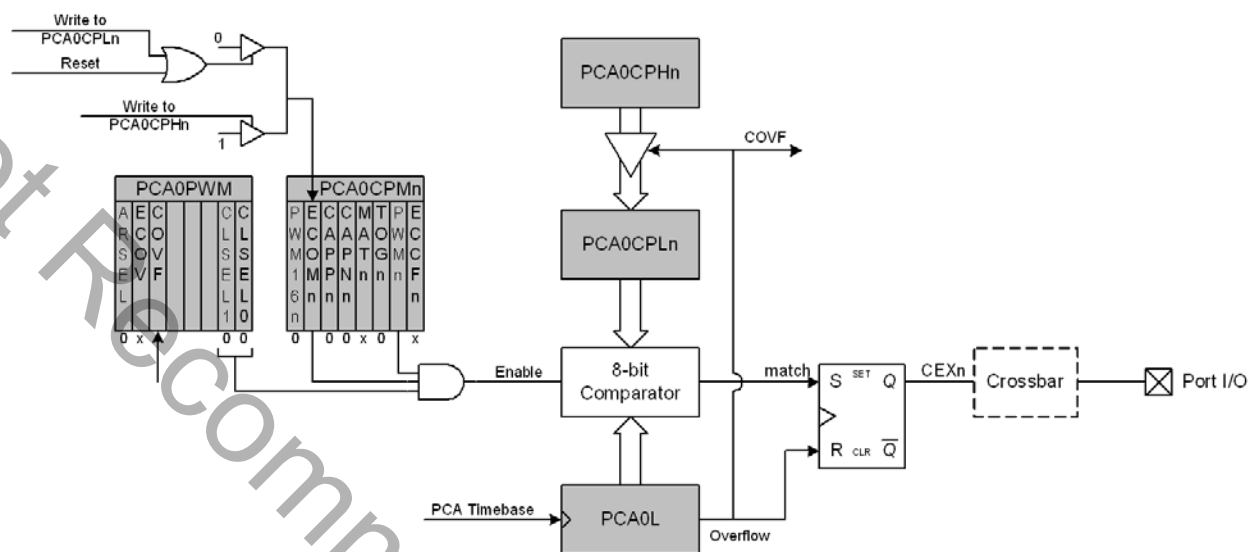 Write to
PCA0CPLn
Reset
0
Write to
PCA0CPHn
1
PCA0PWM
ARSEL ECOV COVF CLSEL1 CLSEL0
0 x 0 0
PCA0CPMn
PWM16n ECOMn CAPPn CAPNn MATn TOGn PWMn ECCFn
0 0 0 x 0 x
PCA0CPHn
COVF
PCA0CPLn
Enable
8-bit
Comparator
match
S SET Q
R CLR Q
CEXn
Crossbar
Port I/O
PCA Timebase
PCA0L
Overflow